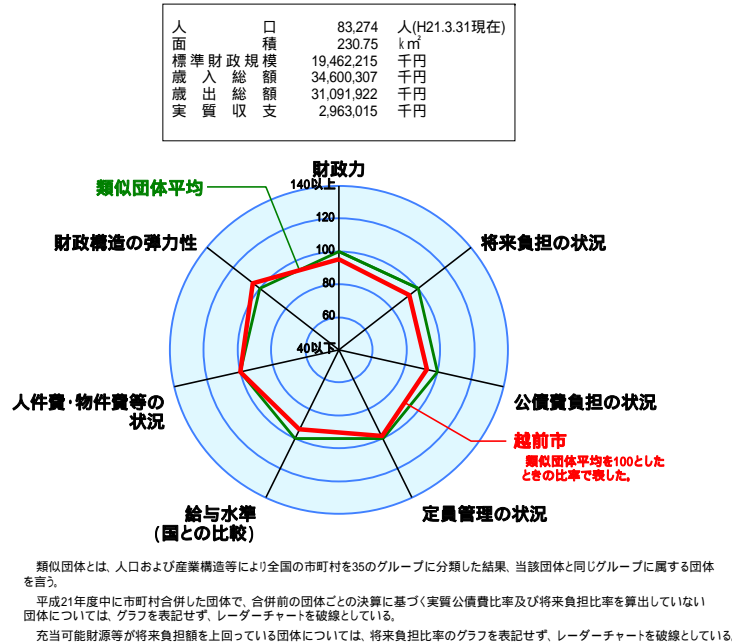 人口 83,274 人(H21.3.31現在)
面積 230.75 k㎡
標準財政規模 19,462,215 千円
歳入総額 34,600,307 千円
歳出総額 31,091,922 千円
実質収支 2,963,015 千円
財政力
140以上
類似団体平均
120
財政構造の弾力性
将来負担の状況
100
80
60
40以下
人件費・物件費等の
状況
公債費負担の状況
越前市
類似団体平均を100とした
ときの比率で表した。
給与水準
(国との比較)
定員管理の状況
類似団体とは、人口および産業構造等により全国の市町村を35のグループに分類した結果、当該団体と同じグループに属する団体
を言う。
平成21年度中に市町村合併した団体で、合併前の団体ごとの決算に基づく実質公債費比率及び将来負担比率を算出していない
団体については、グラフを表記せず、レーダーチャートを破線としている。
充当可能財源等が将来負担額を上回っている団体については、将来負担比率のグラフを表記せず、レーダーチャートを破線としている。